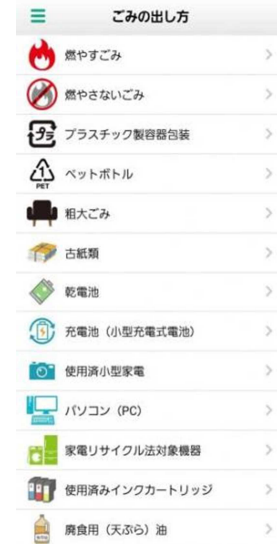 ごみの出し方
燃やすごみ
燃やさないごみ
プラ
プラスチック製容器包装
1
PET
ペットボトル
粗大ごみ
古紙類
乾電池
充電池（小型充電式電池）
使用済小型家電
パソコン（PC）
家電リサイクル法対象機器
使用済みインクカートリッジ
廃食用（天ぷら）油